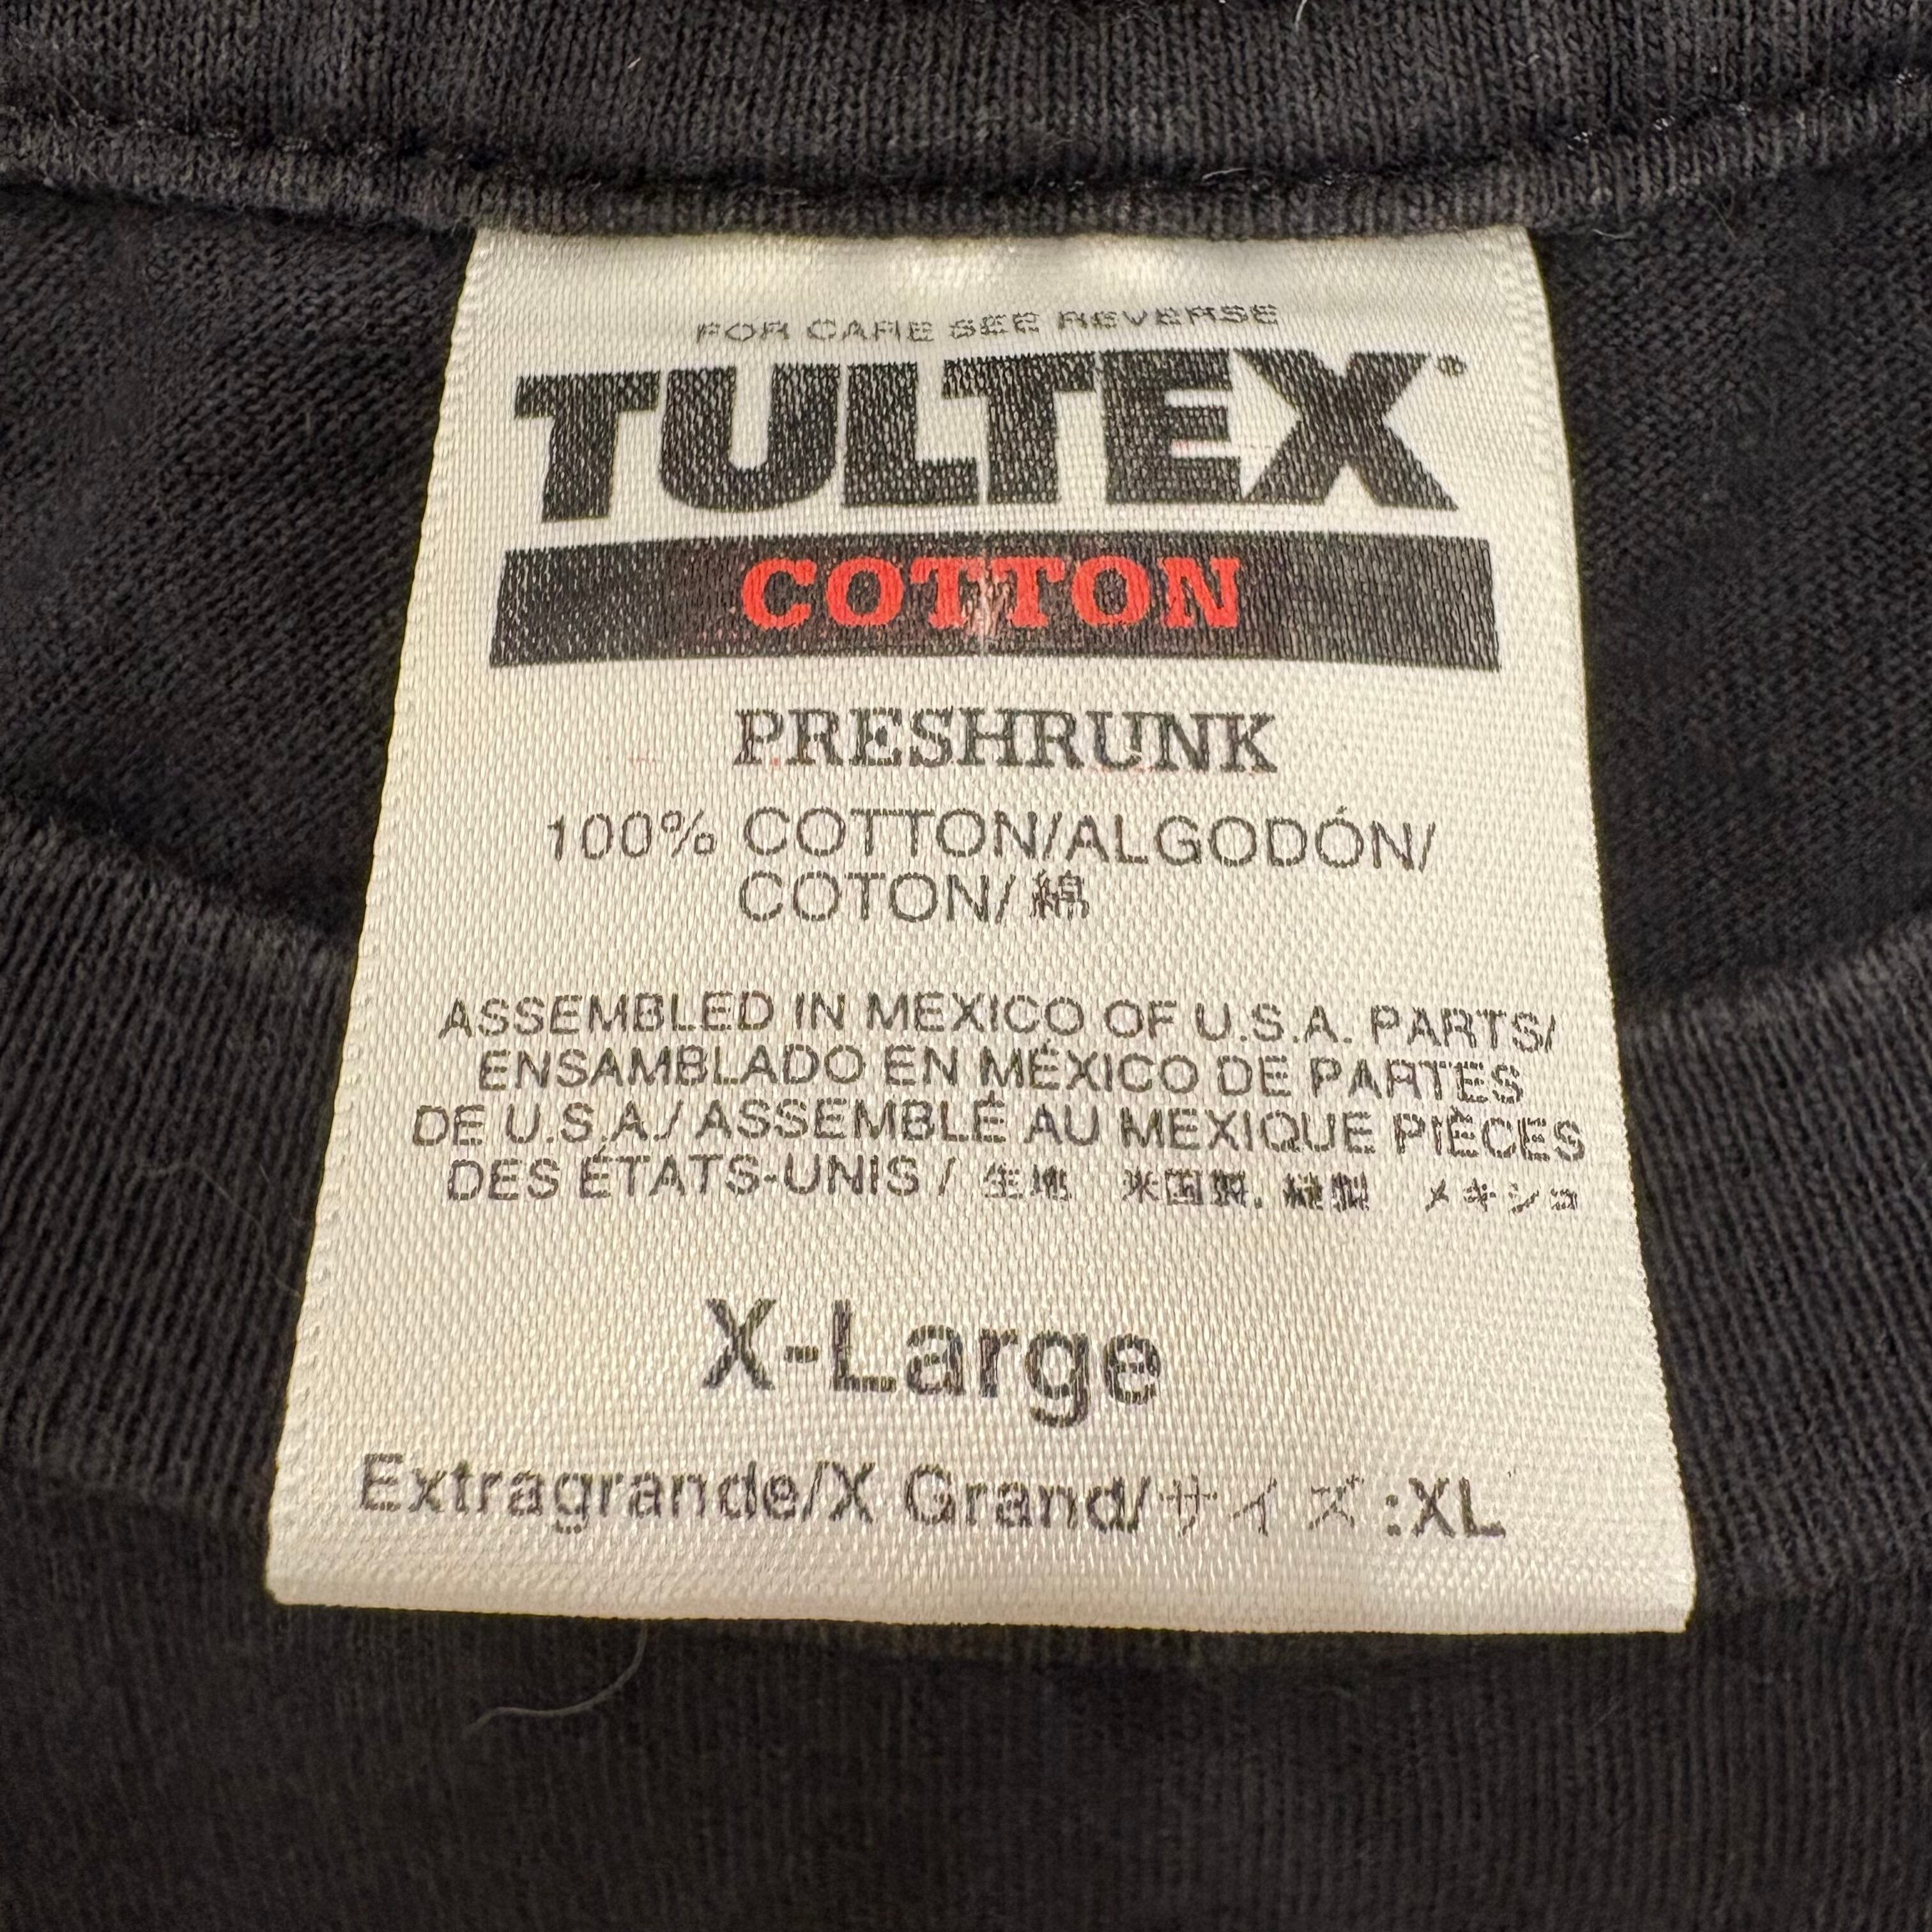 FOR CARE SEE REVERSE
TULTEX®
COTTON
PRESHRUNK
100% COTTON/ALGODÓN/
COTON/ 綿
ASSEMBLED IN MEXICO OF U.S.A. PARTS/
ENSAMBLADO EN MÉXICO DE PARTES
DE U.S.A./ ASSEMBLÉ AU MEXIQUE PIÈCES
DES ÉTATS-UNIS / 生地 米国製, 縫製 メキシコ
X-Large
Extragrande/X Grand/サイズ:XL